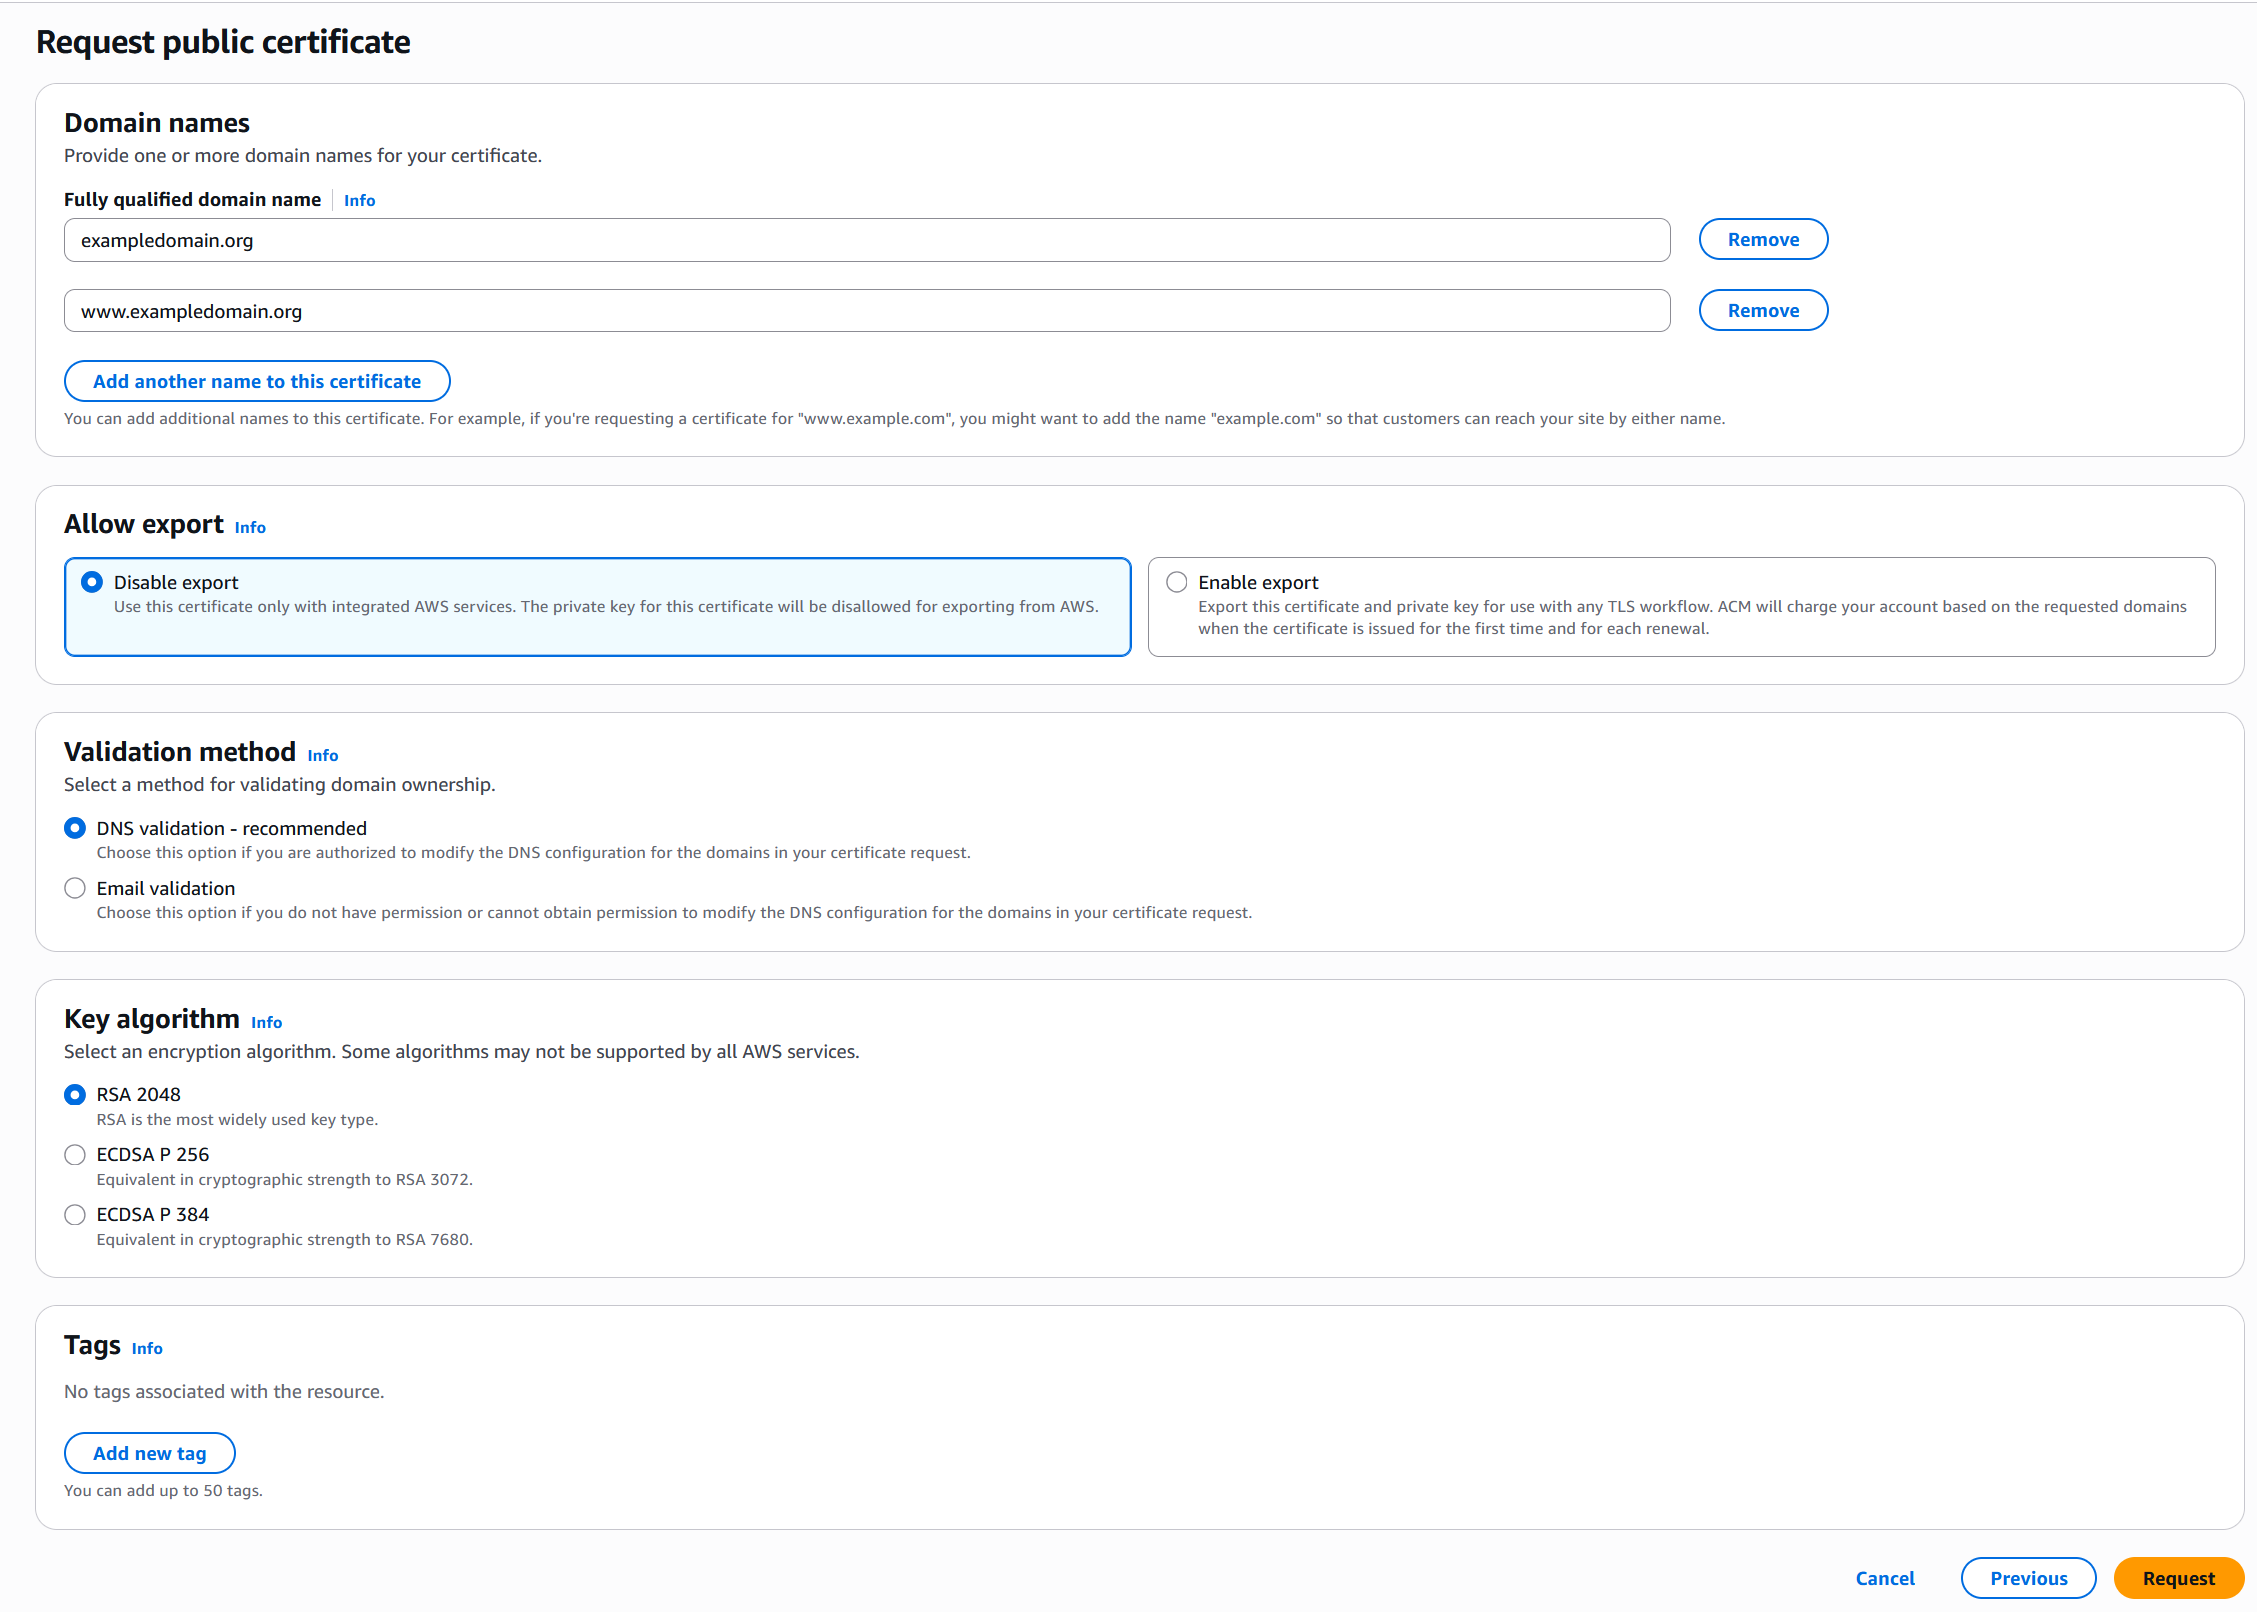 Request public certificate
Domain names
Provide one or more domain names for your certificate.
Fully qualified domain name Info
exampledomain.org Remove
www.exampledomain.org Remove
Add another name to this certificate
You can add additional names to this certificate. For example, if you're requesting a certificate for "www.example.com", you might want to add the name "example.com" so that customers can reach your site by either name.
Allow export Info
Disable export
Use this certificate only with integrated AWS services. The private key for this certificate will be disallowed for exporting from AWS.
Enable export
Export this certificate and private key for use with any TLS workflow. ACM will charge your account based on the requested domains
when the certificate is issued for the first time and for each renewal.
Validation method Info
Select a method for validating domain ownership.
DNS validation - recommended
Choose this option if you are authorized to modify the DNS configuration for the domains in your certificate request.
Email validation
Choose this option if you do not have permission or cannot obtain permission to modify the DNS configuration for the domains in your certificate request.
Key algorithm Info
Select an encryption algorithm. Some algorithms may not be supported by all AWS services.
RSA 2048
RSA is the most widely used key type.
ECDSA P 256
Equivalent in cryptographic strength to RSA 3072.
ECDSA P 384
Equivalent in cryptographic strength to RSA 7680.
Tags Info
No tags associated with the resource.
Add new tag
You can add up to 50 tags.
Cancel Previous Request